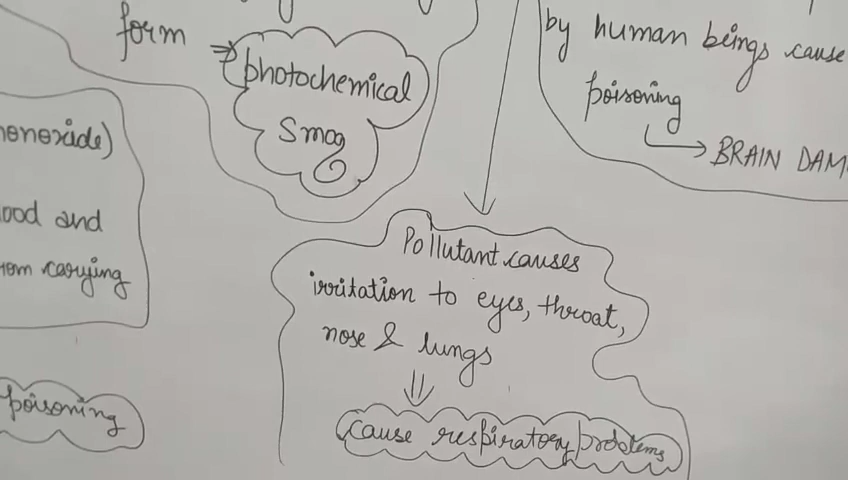 form ⇒
photochemical
Smog
by human beings cause
poisoning
BRAIN
ood and
carying
poisoning
Pollutant causes
irritation to eyes, throat,
nose & lungs
cause respiratory problems